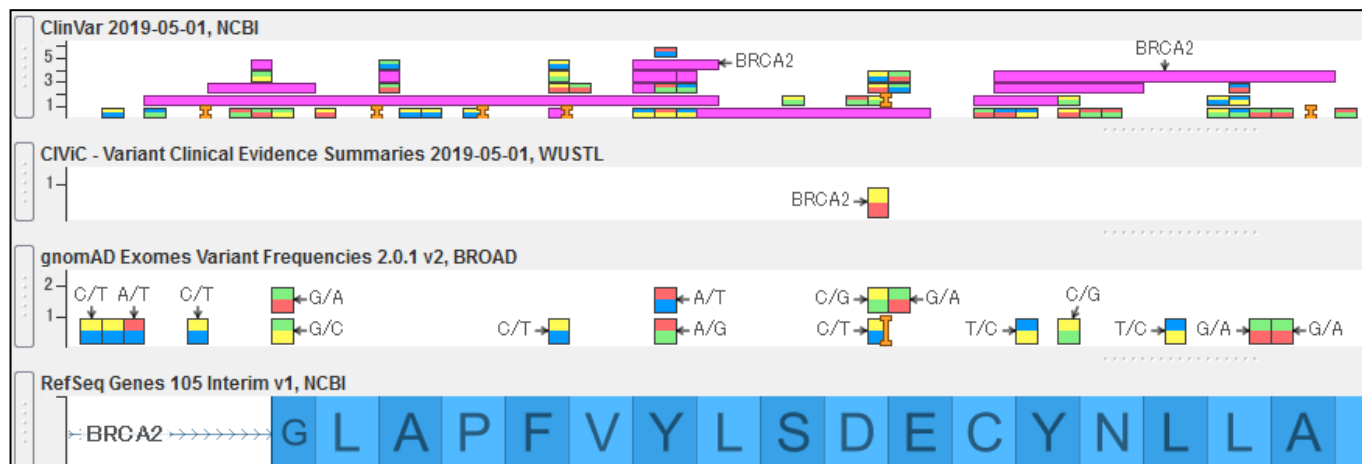 ClinVar 2019-05-01, NCBI
5
3
1
BRCA2
BRCA2
CIViC - Variant Clinical Evidence Summaries 2019-05-01, WUSTL
1
BRCA2
gnomAD Exomes Variant Frequencies 2.0.1 v2, BROAD
2
1
C/T A/T C/T G/A A/T C/G G/A C/G
G/C C/T A/G C/T T/C T/C G/A G/A
RefSeq Genes 105 Interim v1, NCBI
BRCA2 G L A P F V Y L S D E C Y N L L A